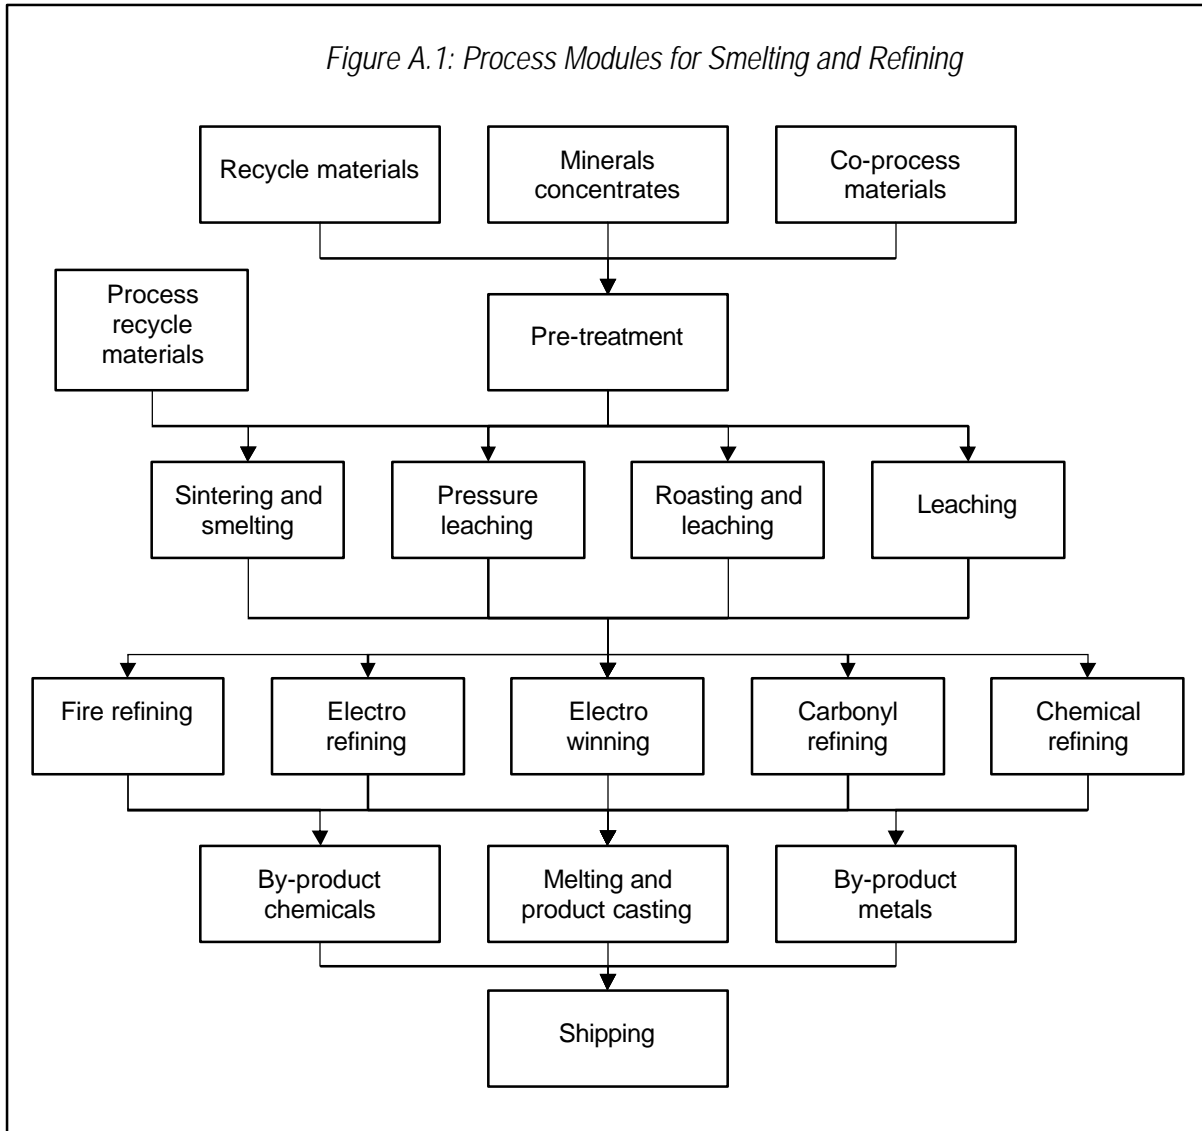 Figure A.1: Process Modules for Smelting and Refining
Recycle materials
Minerals
concentrates
Co-process
materials
Process
recycle
materials
Pre-treatment
Sintering and
smelting
Pressure
leaching
Roasting and
leaching
Leaching
Fire refining
Electro
refining
Electro
winning
Carbonyl
refining
Chemical
refining
By-product
chemicals
Melting and
product casting
By-product
metals
Shipping